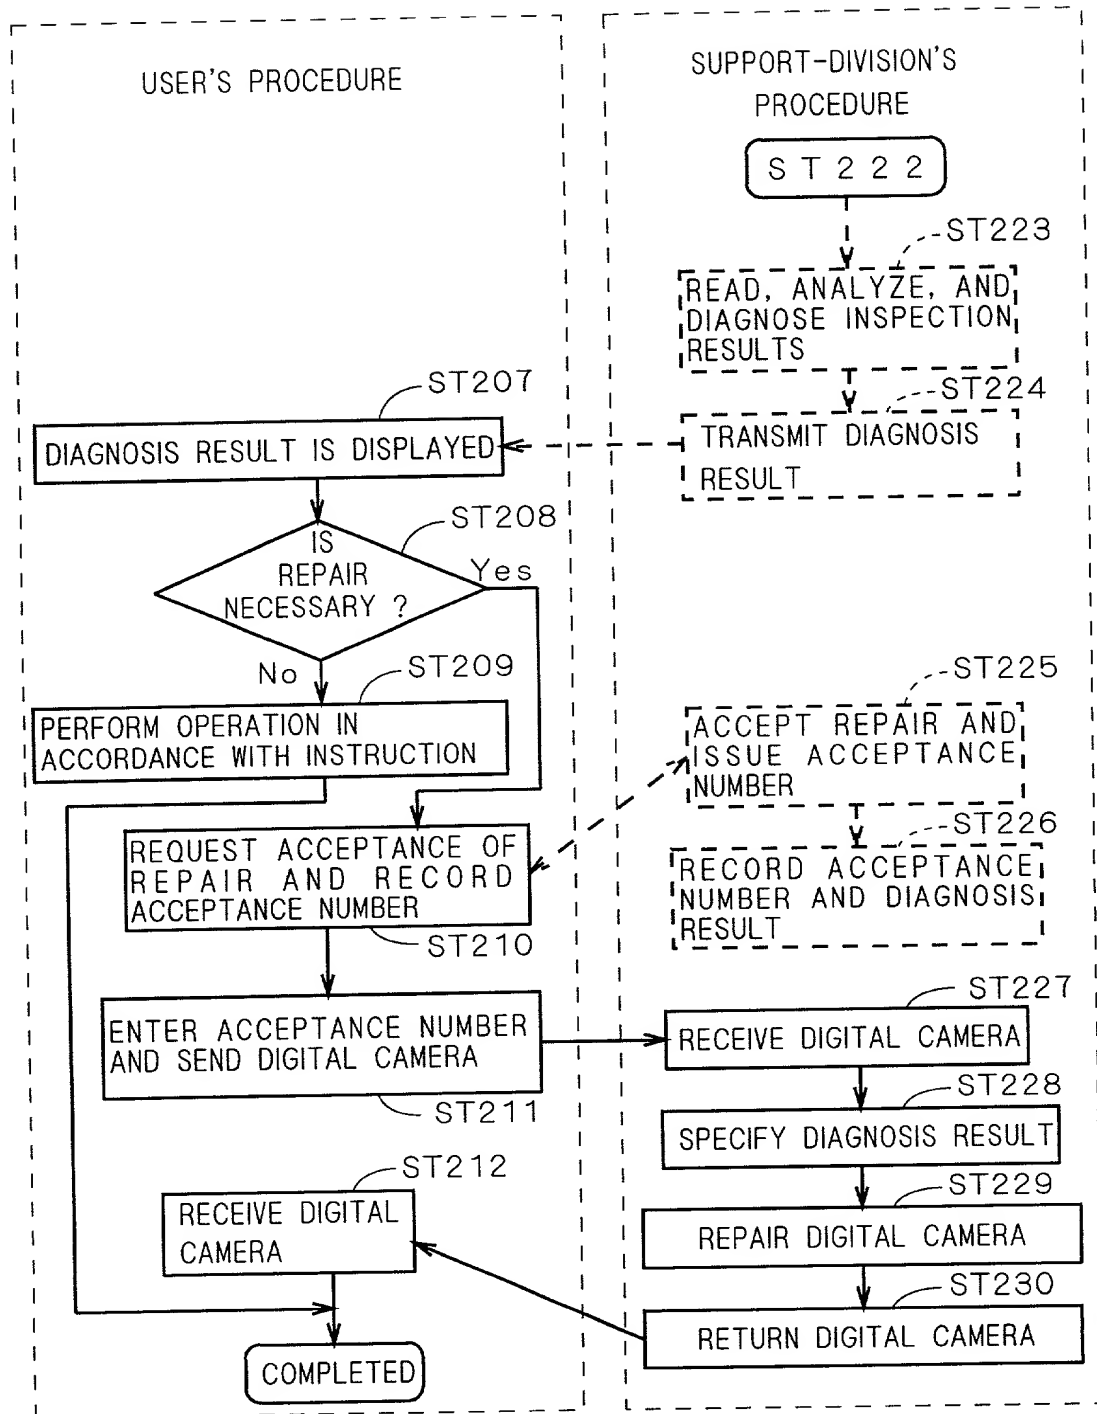 USER'S PROCEDURE
SUPPORT-DIVISION'S
PROCEDURE
ST222
ST223
READ, ANALYZE, AND
DIAGNOSE INSPECTION
RESULTS
ST207
DIAGNOSIS RESULT IS DISPLAYED
ST224
TRANSMIT DIAGNOSIS
RESULT
ST208
IS
REPAIR
NECESSARY ?
Yes
No
ST209
PERFORM OPERATION IN
ACCORDANCE WITH INSTRUCTION
ST225
ACCEPT REPAIR AND
ISSUE ACCEPTANCE
NUMBER
REQUEST ACCEPTANCE OF
REPAIR AND RECORD
ACCEPTANCE NUMBER
ST210
ST226
RECORD ACCEPTANCE
NUMBER AND DIAGNOSIS
RESULT
ENTER ACCEPTANCE NUMBER
AND SEND DIGITAL CAMERA
ST211
ST227
RECEIVE DIGITAL CAMERA
ST228
SPECIFY DIAGNOSIS RESULT
ST212
RECEIVE DIGITAL
CAMERA
ST229
REPAIR DIGITAL CAMERA
ST230
RETURN DIGITAL CAMERA
COMPLETED